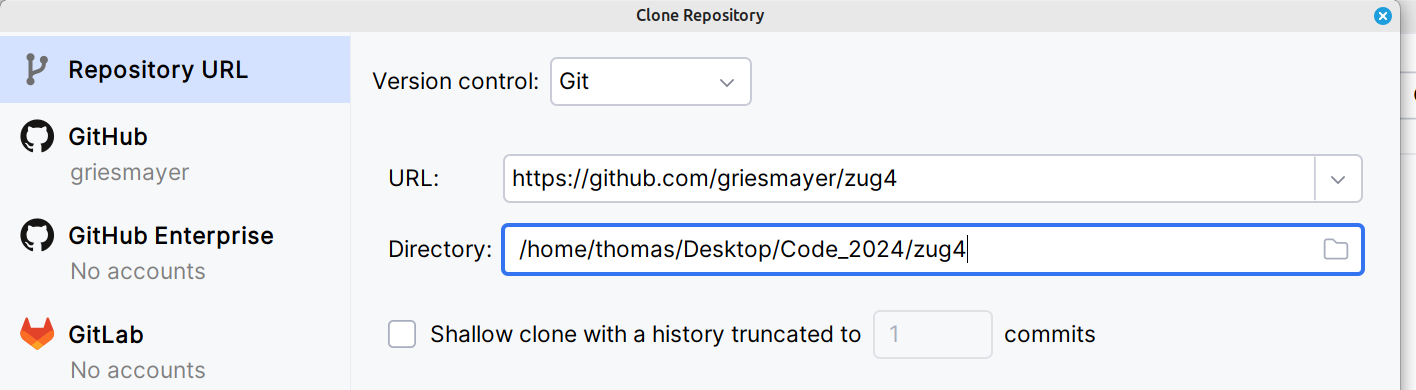 Clone Repository
Repository URL
Version control: Git
GitHub
griesmayer
URL: https://github.com/griesmayer/zug4
GitHub Enterprise
No accounts
Directory: /home/thomas/Desktop/Code_2024/zug4
GitLab
No accounts
Shallow clone with a history truncated to 1 commits